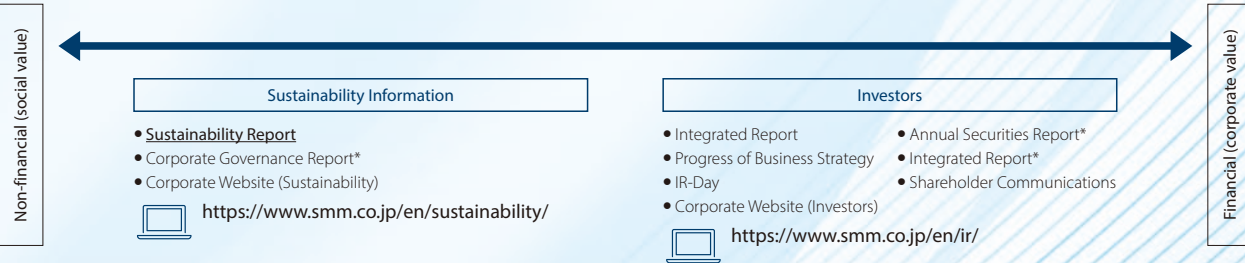 Non-financial (social value)
Sustainability Information
• Sustainability Report
• Corporate Governance Report*
• Corporate Website (Sustainability)
https://www.smm.co.jp/en/sustainability/
Investors
• Integrated Report
• Progress of Business Strategy
• IR-Day
• Corporate Website (Investors)
• Annual Securities Report*
• Integrated Report*
• Shareholder Communications
https://www.smm.co.jp/en/ir/
Financial (corporate value)